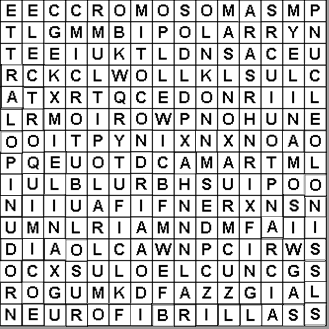 E E C C R O M O S O M A S M P
T L G M M B I P O L A R R Y N
T E E I U K T L D N S A C E U
R C K C L W O L L K L S U L C
A T X R T Q C E D O N R I I L
L R M O I R O W P N O H U N E
O O I T P Y N I X N X N O A O
P Q E U O T D C A M A R T M L
I U L B L U R B H S U I P O O
N I I U A F I F N E R X N S N
U M N L R I A M N D M F A I I
D I A O L C A W N P C I R W S
O C X S U L O E L C U N C G S
R O G U M K D F A Z Z G I A L
N E U R O F I B R I L L A S S